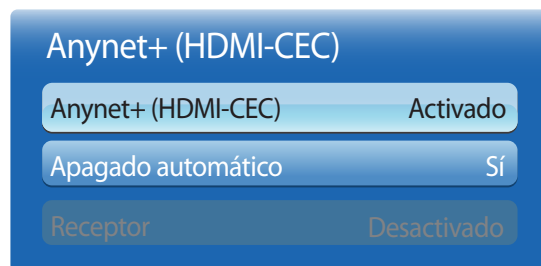 Anynet+ (HDMI-CEC)
Anynet+ (HDMI-CEC) Activado
Apagado automático Sí
Receptor Desactivado